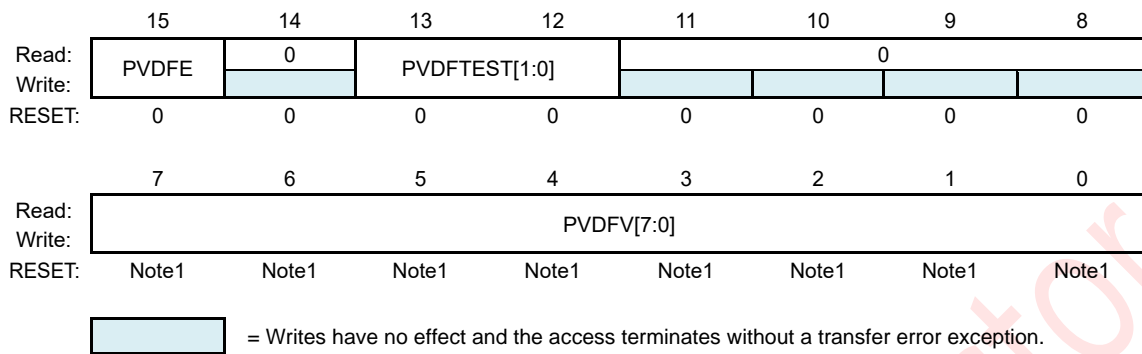 15 14 13 12 11 10 9 8
Read: PVDFE 0 PVDFTEST[1:0] 0
Write:
RESET: 0 0 0 0 0 0 0 0
7 6 5 4 3 2 1 0
Read: PVDFV[7:0]
Write:
RESET: Note1 Note1 Note1 Note1 Note1 Note1 Note1 Note1
= Writes have no effect and the access terminates without a transfer error exception.
tor